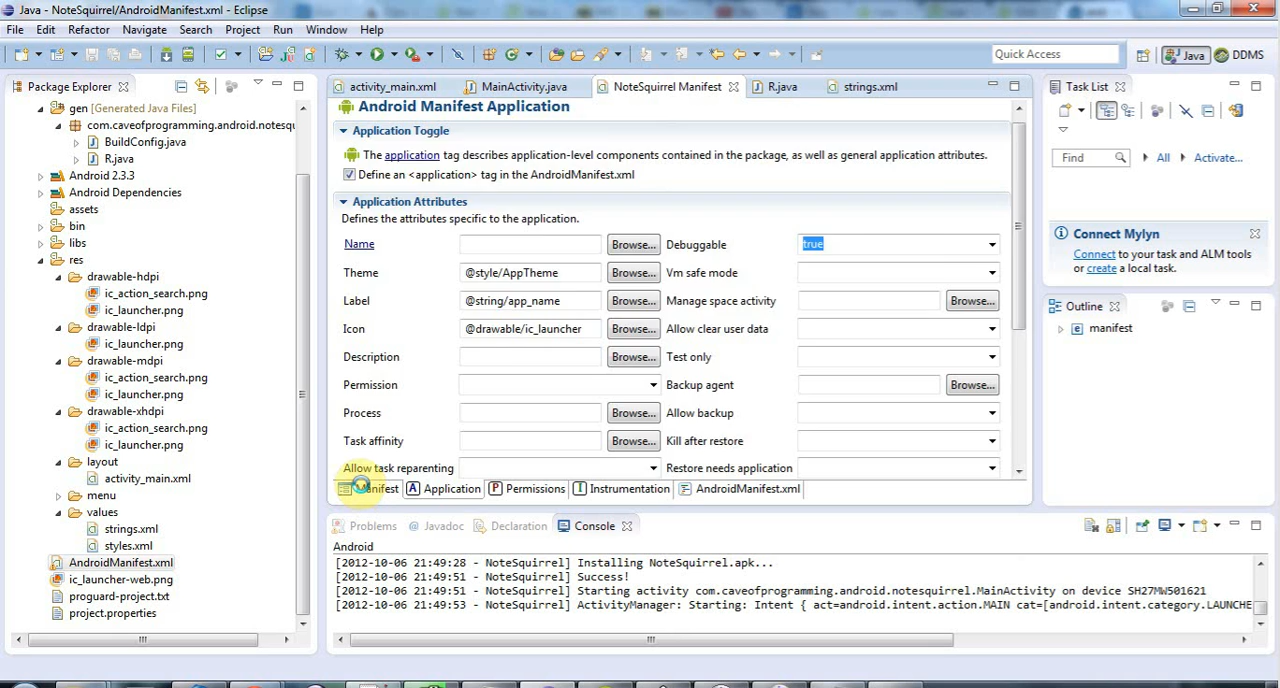 Java - NoteSquirrel/AndroidManifest.xml - Eclipse
File Edit Refactor Navigate Search Project Run Window Help
Quick Access Java DDMS
Package Explorer
gen [Generated Java Files]
com.caveofprogramming.android.notesqu
BuildConfig.java
R.java
Android 2.3.3
Android Dependencies
assets
bin
libs
res
drawable-hdpi
ic_action_search.png
ic_launcher.png
drawable-ldpi
ic_launcher.png
drawable-mdpi
ic_action_search.png
ic_launcher.png
drawable-xhdpi
ic_action_search.png
ic_launcher.png
layout
activity_main.xml
menu
values
strings.xml
styles.xml
AndroidManifest.xml
ic_launcher-web.png
proguard-project.txt
project.properties
activity_main.xml MainActivity.java NoteSquirrel Manifest R.java strings.xml
Android Manifest Application
Application Toggle
The application tag describes application-level components contained in the package, as well as general application attributes.
Define an <application> tag in the AndroidManifest.xml
Application Attributes
Defines the attributes specific to the application.
Name Browse... Debuggable true
Theme @style/AppTheme Browse... Vm safe mode
Label @string/app_name Browse... Manage space activity Browse...
Icon @drawable/ic_launcher Browse... Allow clear user data
Description Browse... Test only
Permission Backup agent Browse...
Process Browse... Allow backup
Task affinity Browse... Kill after restore
Allow task reparenting Restore needs application
Manifest Application Permissions Instrumentation AndroidManifest.xml
Problems Javadoc Declaration Console
Android
[2012-10-06 21:49:28 - NoteSquirrel] Installing NoteSquirrel.apk...
[2012-10-06 21:49:51 - NoteSquirrel] Success!
[2012-10-06 21:49:51 - NoteSquirrel] Starting activity com.caveofprogramming.android.notesquirrel.MainActivity on device SH27MW501621
[2012-10-06 21:49:53 - NoteSquirrel] ActivityManager: Starting: Intent { act=android.intent.action.MAIN cat=[android.intent.category.LAUNCHE
Task List
Find All Activate...
Connect Mylyn
Connect to your task and ALM tools
or create a local task.
Outline
manifest